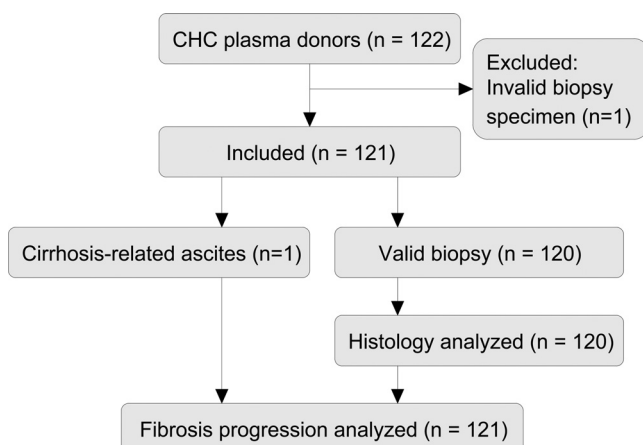 CHC plasma donors (n = 122)
Excluded:
Invalid biopsy
specimen (n=1)
Included (n = 121)
Cirrhosis-related ascites (n=1)
Valid biopsy (n = 120)
Histology analyzed (n = 120)
Fibrosis progression analyzed (n = 121)